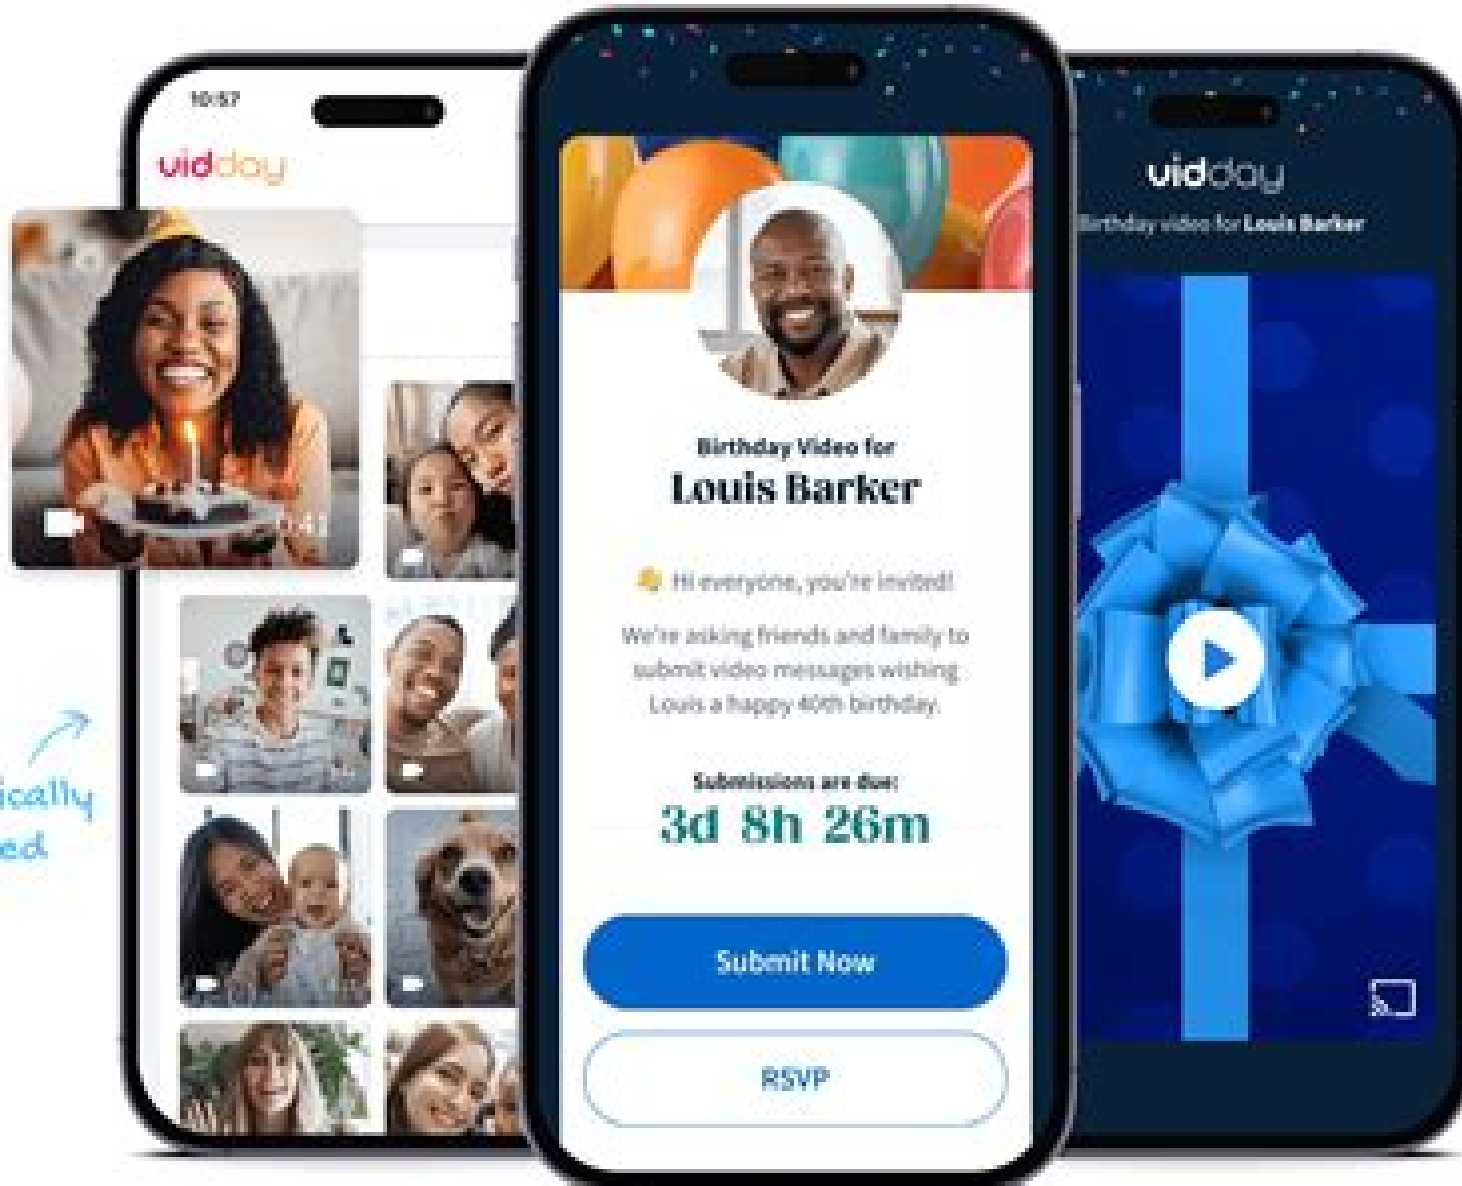 10:57
vidday
Birthday Video for
Louis Barker
👋 Hi everyone, you're invited!
We're asking friends and family to
submit video messages wishing
Louis a happy 40th birthday.
Submissions are due:
3d 8h 26m
Submit Now
RSVP
vidday
Birthday video for Louis Barker
ically
ed